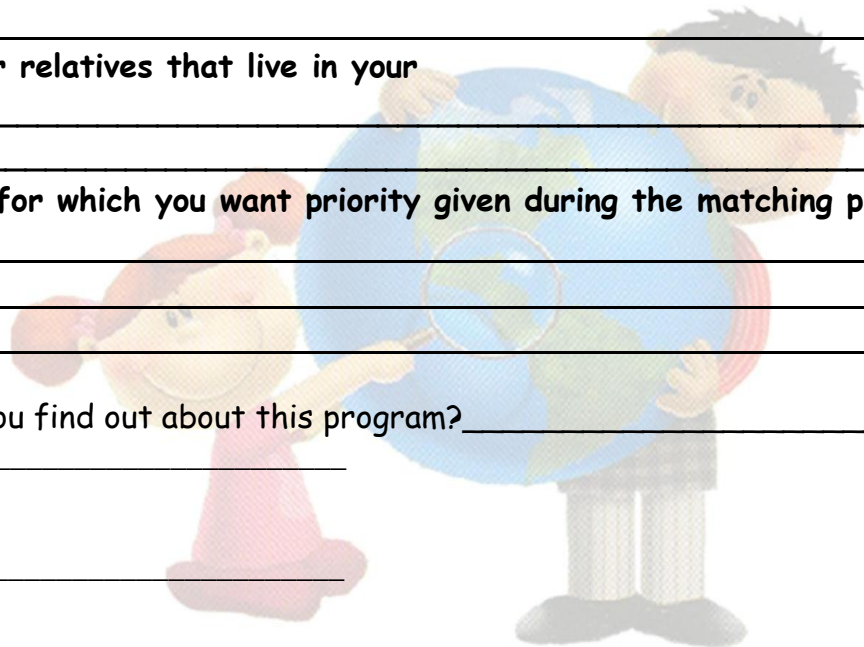 r relatives that live in your
for which you want priority given during the matching p
ou find out about this program?____________________